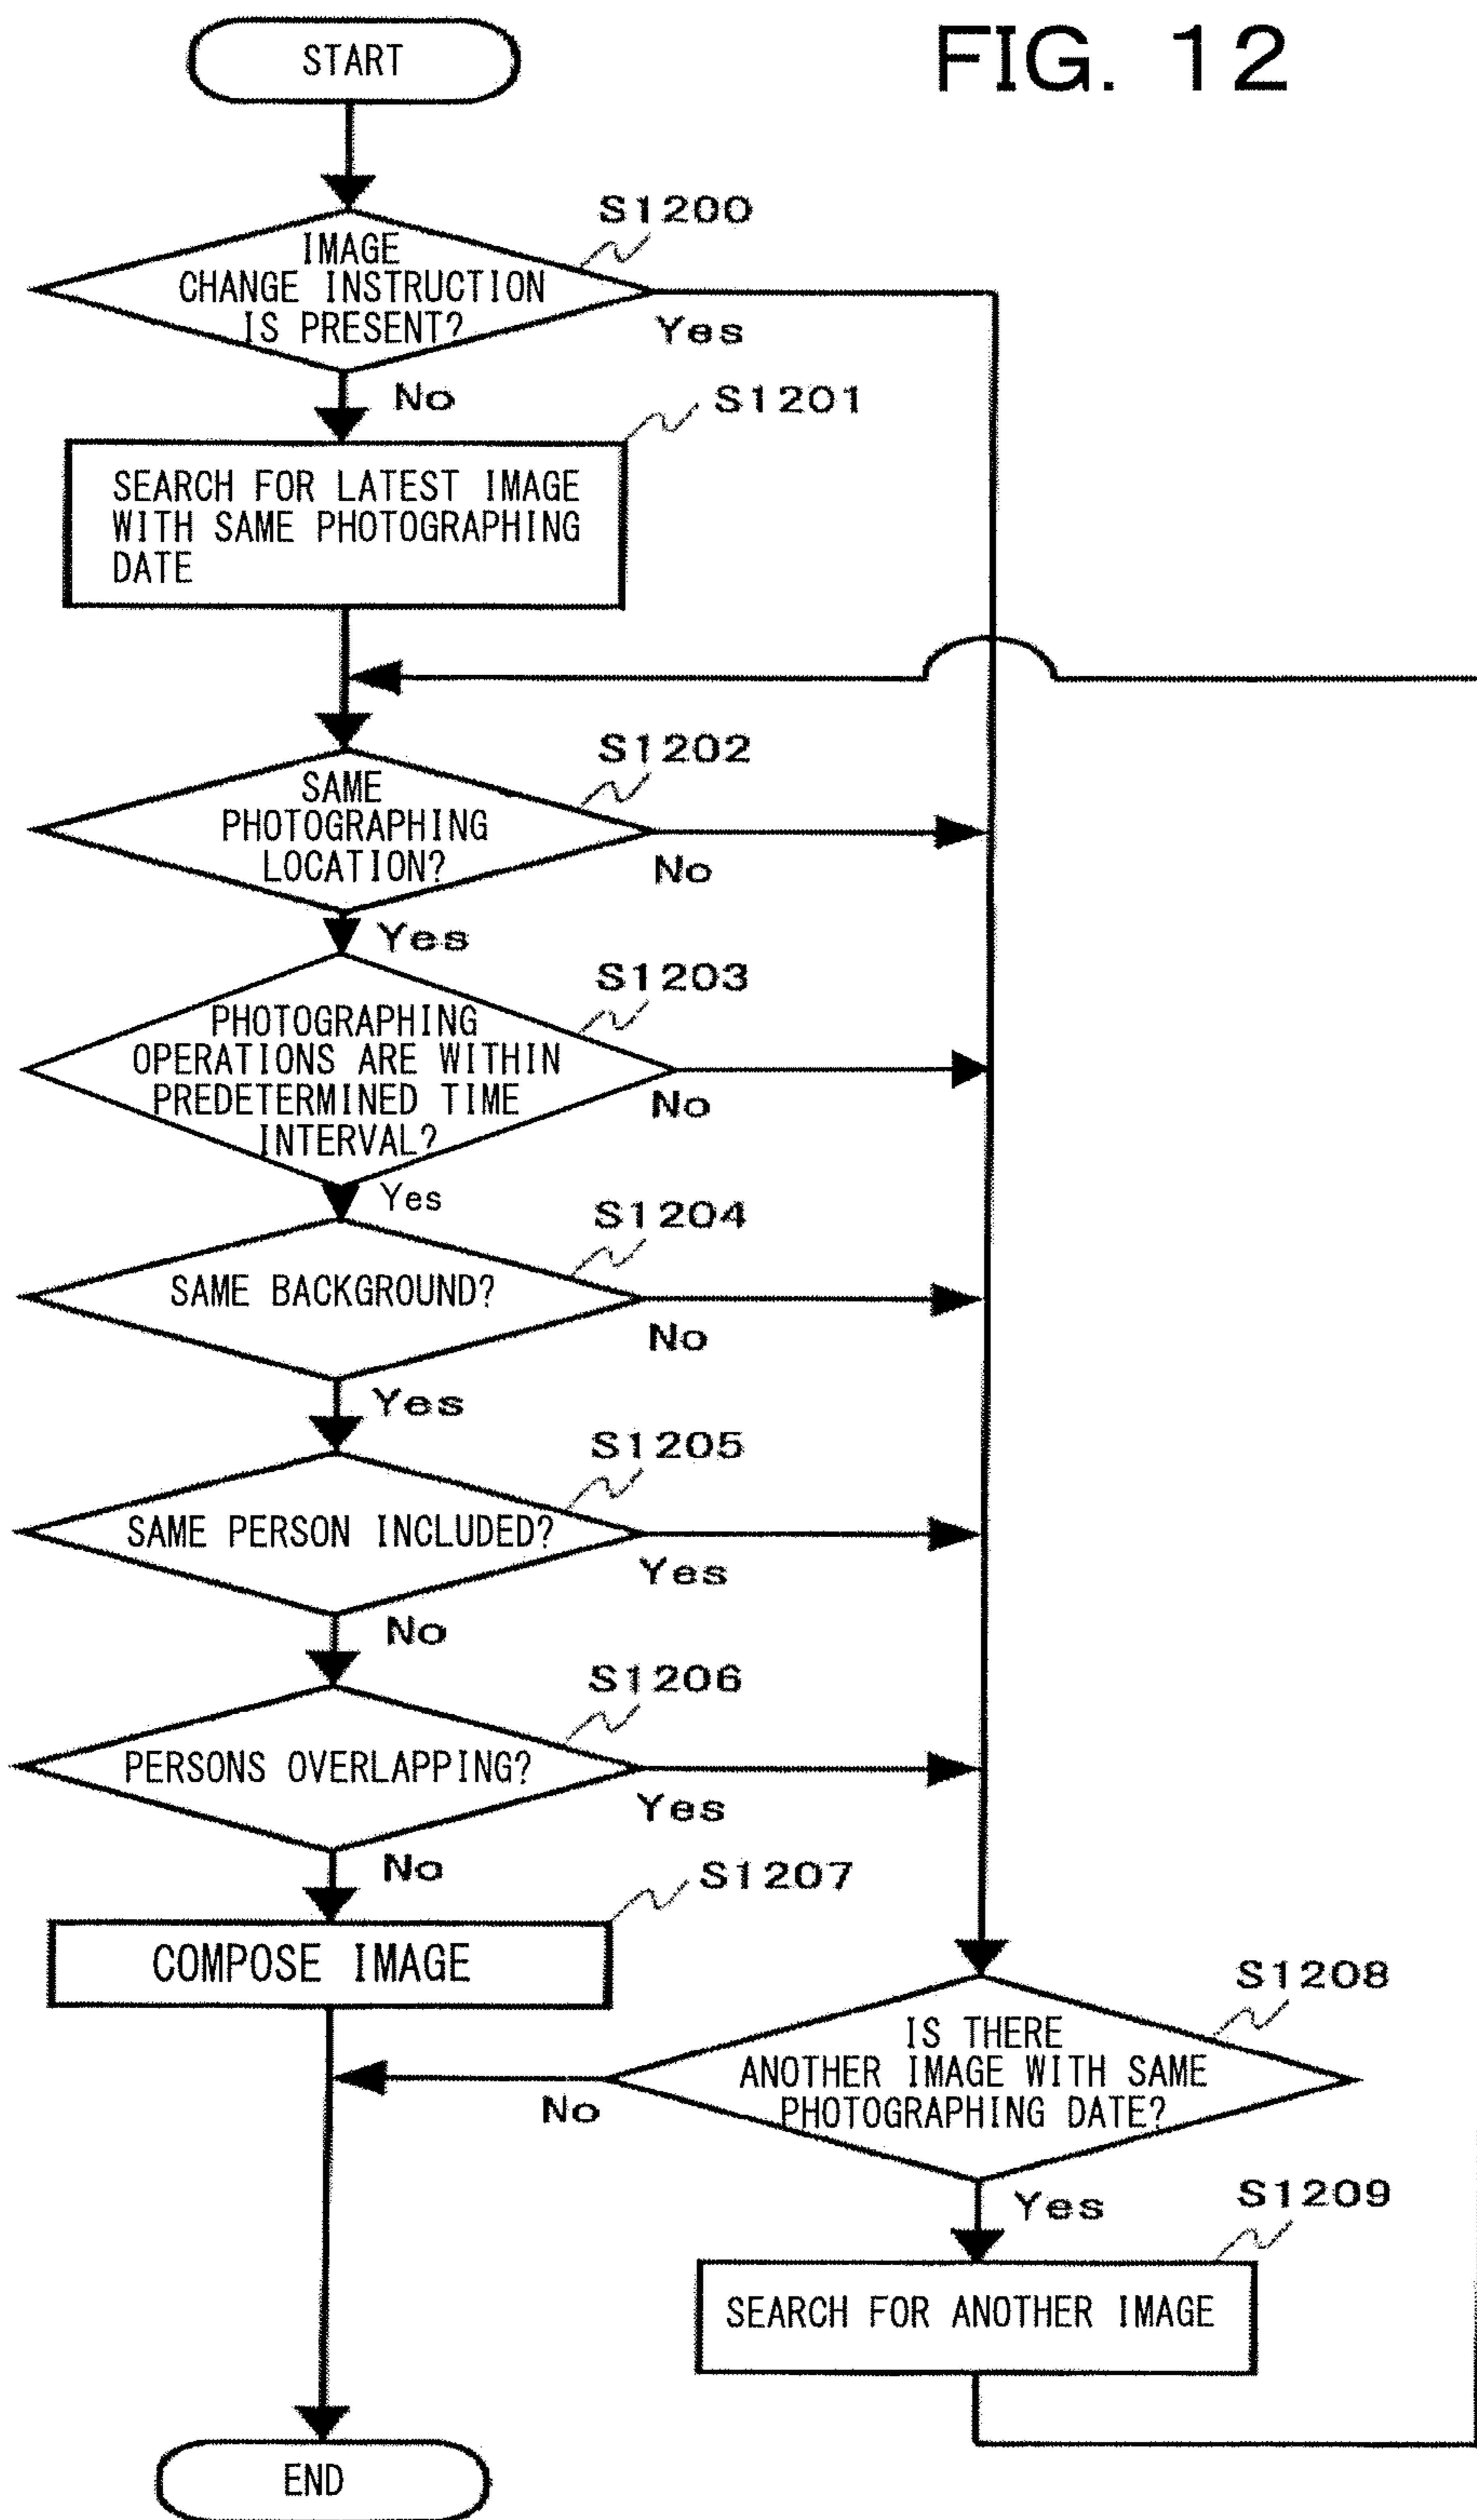 FIG. 12
START
S1200
IMAGE
CHANGE INSTRUCTION
IS PRESENT?
Yes
No
S1201
SEARCH FOR LATEST IMAGE
WITH SAME PHOTOGRAPHING
DATE
S1202
SAME
PHOTOGRAPHING
LOCATION?
No
Yes
S1203
PHOTOGRAPHING
OPERATIONS ARE WITHIN
PREDETERMINED TIME
INTERVAL?
No
Yes
S1204
SAME BACKGROUND?
No
Yes
S1205
SAME PERSON INCLUDED?
Yes
No
S1206
PERSONS OVERLAPPING?
Yes
No
S1207
COMPOSE IMAGE
S1208
IS THERE
ANOTHER IMAGE WITH SAME
PHOTOGRAPHING DATE?
No
Yes
S1209
SEARCH FOR ANOTHER IMAGE
END